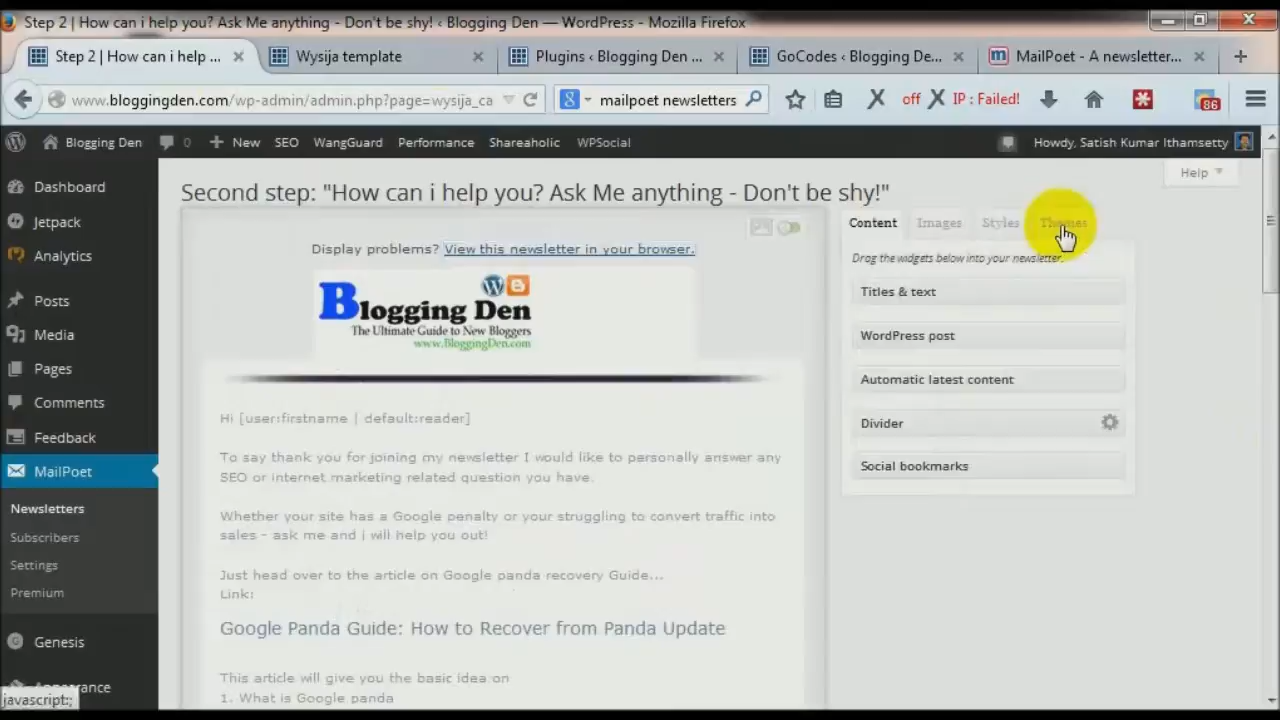 Step 2 | How can i help you? Ask Me anything - Don't be shy! ‹ Blogging Den — WordPress - Mozilla Firefox
Step 2 | How can i help ...
Wysija template
Plugins ‹ Blogging Den ...
GoCodes ‹ Blogging De...
MailPoet - A newsletter...
www.bloggingden.com/wp-admin/admin.php?page=wysija_ca
mailpoet newsletters
off
IP : Failed!
86
Blogging Den
0
New
SEO
WangGuard
Performance
Shareaholic
WPSocial
Howdy, Satish Kumar Ithamsetty
Dashboard
Jetpack
Analytics
Posts
Media
Pages
Comments
Feedback
MailPoet
Newsletters
Subscribers
Settings
Premium
Genesis
Appearance
javascript:;
Help
Second step: "How can i help you? Ask Me anything - Don't be shy!"
Display problems? View this newsletter in your browser.
Blogging Den
The Ultimate Guide to New Bloggers
www.BloggingDen.com
Hi [user:firstname | default:reader]
To say thank you for joining my newsletter I would like to personally answer any
SEO or internet marketing related question you have.
Whether your site has a Google penalty or your struggling to convert traffic into
sales – ask me and i will help you out!
Just head over to the article on Google panda recovery Guide...
Link:
Google Panda Guide: How to Recover from Panda Update
This article will give you the basic idea on
1. What is Google panda
Content
Images
Styles
Themes
Drag the widgets below into your newsletter.
Titles & text
WordPress post
Automatic latest content
Divider
Social bookmarks